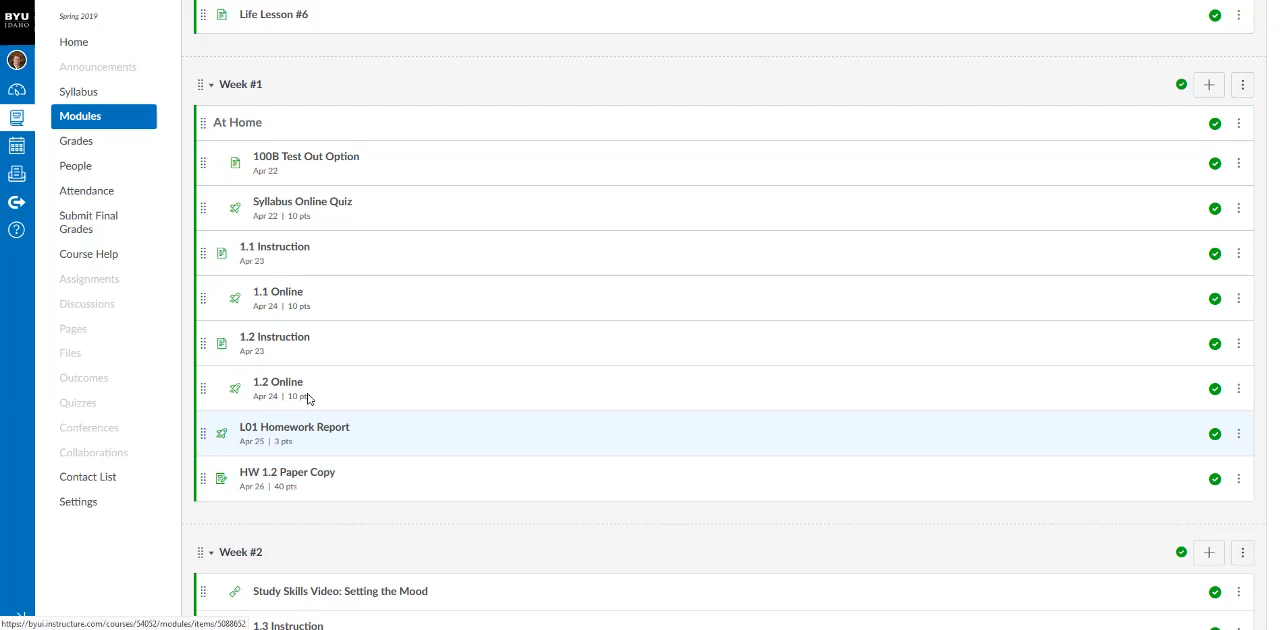 BYU
IDAHO
Spring 2019
Home
Announcements
Syllabus
Modules
Grades
People
Attendance
Submit Final
Grades
Course Help
Assignments
Discussions
Pages
Files
Outcomes
Quizzes
Conferences
Collaborations
Contact List
Settings
Life Lesson #6
Week #1
At Home
100B Test Out Option
Apr 22
Syllabus Online Quiz
Apr 22 | 10 pts
1.1 Instruction
Apr 23
1.1 Online
Apr 24 | 10 pts
1.2 Instruction
Apr 23
1.2 Online
Apr 24 | 10 pts
L01 Homework Report
Apr 25 | 3 pts
HW 1.2 Paper Copy
Apr 26 | 40 pts
Week #2
Study Skills Video: Setting the Mood
1.3 Instruction
https://byui.instructure.com/courses/54052/modules/items/5088652